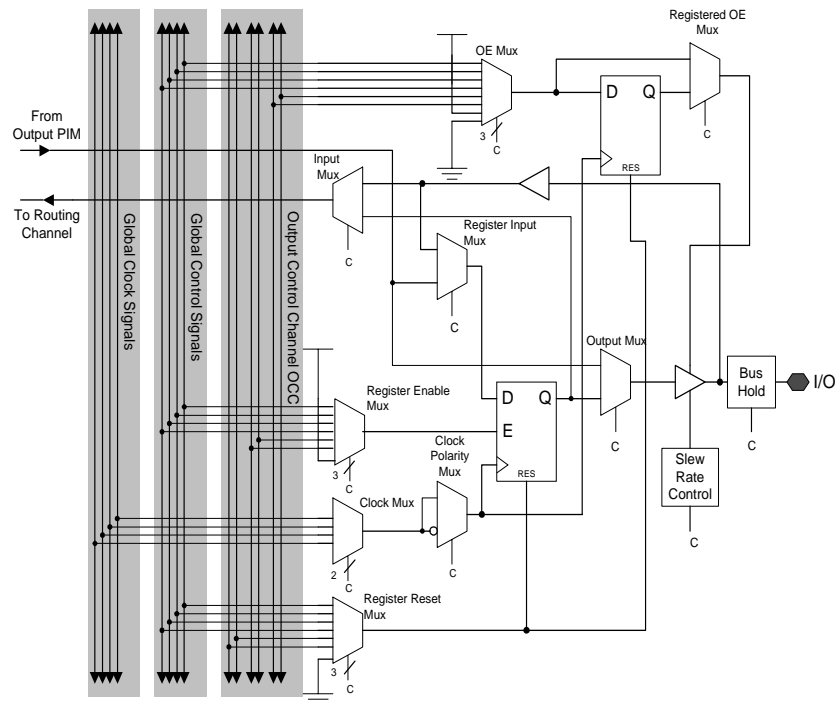 Registered OE
Mux
OE Mux
D Q
RES
3
C
C
From
Output PIM
Input
Mux
To Routing
Channel
C
Register Input
Mux
C
Global Clock Signals
Global Control Signals
Output Control Channel OCC
Output Mux
C
Bus
Hold
I/O
C
Register Enable
Mux
3
C
D Q
E
RES
Clock
Polarity
Mux
C
Slew
Rate
Control
C
Clock Mux
2
C
Register Reset
Mux
3
C